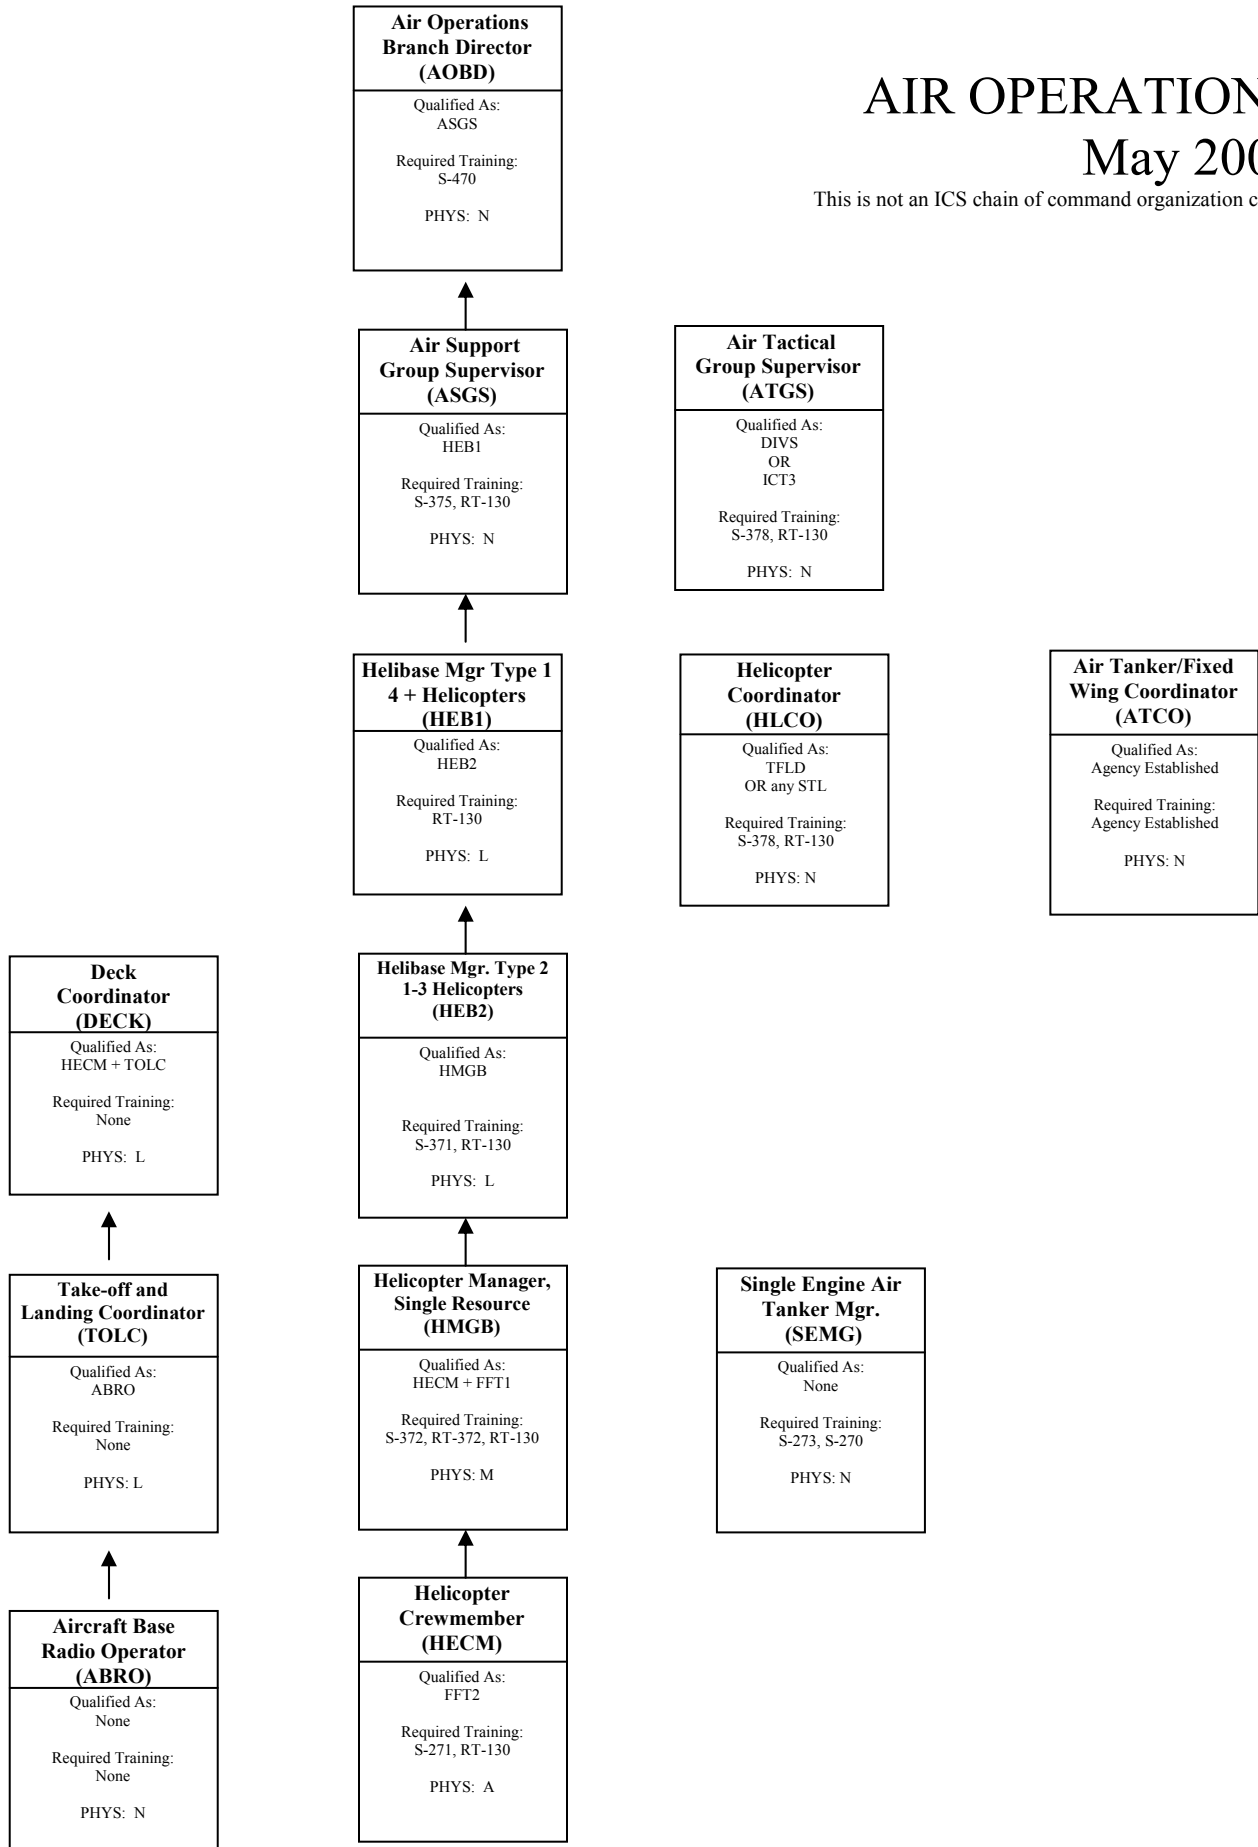 Air Operations
Branch Director
(AOBD)
Qualified As:
ASGS
Required Training:
S-470
PHYS: N
AIR OPERATION
May 200
This is not an ICS chain of command organization c
Air Support
Group Supervisor
(ASGS)
Qualified As:
HEB1
Required Training:
S-375, RT-130
PHYS: N
Air Tactical
Group Supervisor
(ATGS)
Qualified As:
DIVS
OR
ICT3
Required Training:
S-378, RT-130
PHYS: N
Helibase Mgr Type 1
4 + Helicopters
(HEB1)
Qualified As:
HEB2
Required Training:
RT-130
PHYS: L
Helicopter
Coordinator
(HLCO)
Qualified As:
TFLD
OR any STL
Required Training:
S-378, RT-130
PHYS: N
Air Tanker/Fixed
Wing Coordinator
(ATCO)
Qualified As:
Agency Established
Required Training:
Agency Established
PHYS: N
Deck
Coordinator
(DECK)
Qualified As:
HECM + TOLC
Required Training:
None
PHYS: L
Helibase Mgr. Type 2
1-3 Helicopters
(HEB2)
Qualified As:
HMGB
Required Training:
S-371, RT-130
PHYS: L
Take-off and
Landing Coordinator
(TOLC)
Qualified As:
ABRO
Required Training:
None
PHYS: L
Helicopter Manager,
Single Resource
(HMGB)
Qualified As:
HECM + FFT1
Required Training:
S-372, RT-372, RT-130
PHYS: M
Single Engine Air
Tanker Mgr.
(SEMG)
Qualified As:
None
Required Training:
S-273, S-270
PHYS: N
Aircraft Base
Radio Operator
(ABRO)
Qualified As:
None
Required Training:
None
PHYS: N
Helicopter
Crewmember
(HECM)
Qualified As:
FFT2
Required Training:
S-271, RT-130
PHYS: A